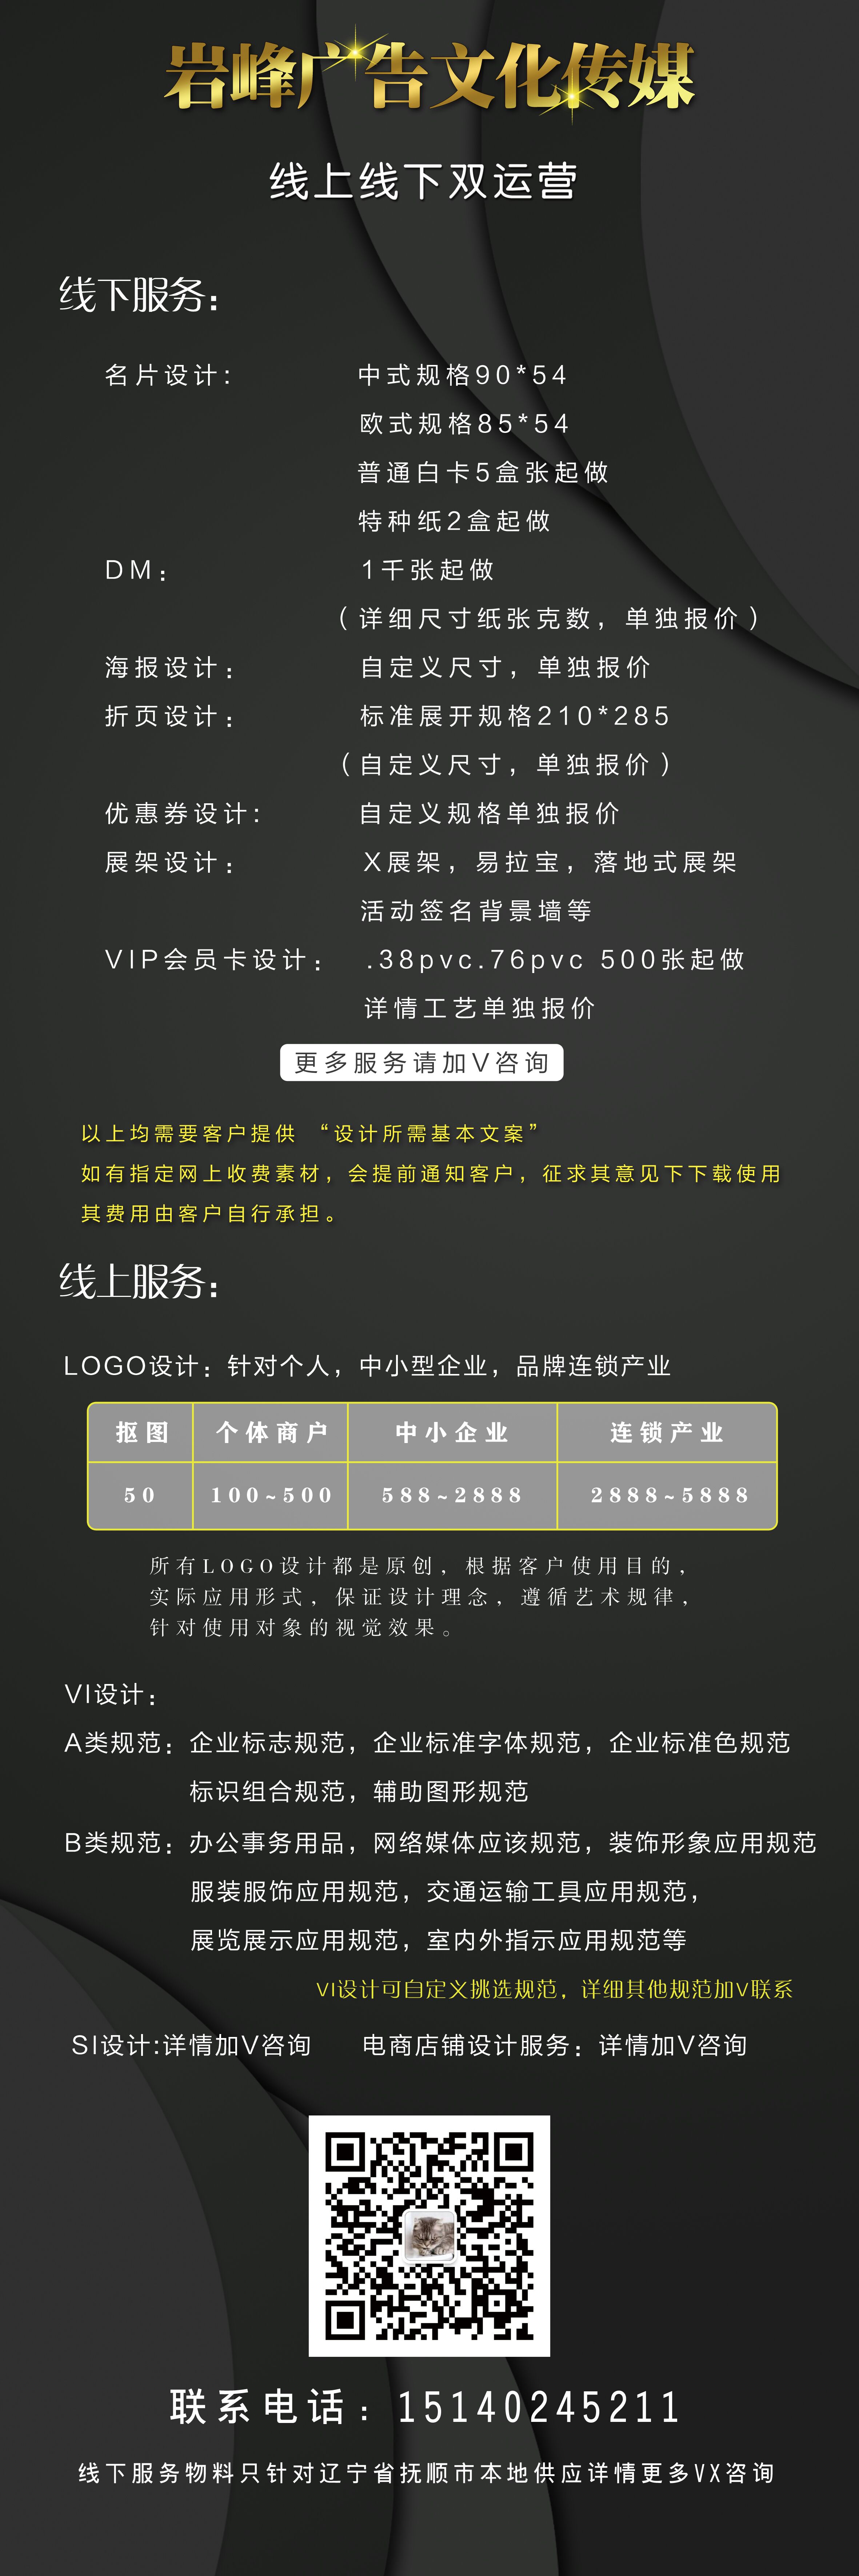 岩峰广告文化传媒
线上线下双运营
线下服务：
名片设计： 中式规格90*54
欧式规格85*54
普通白卡5盒张起做
特种纸2盒起做
DM： 1千张起做
（详细尺寸纸张克数，单独报价）
海报设计： 自定义尺寸，单独报价
折页设计： 标准展开规格210*285
（自定义尺寸，单独报价）
优惠券设计： 自定义规格单独报价
展架设计： X展架，易拉宝，落地式展架
活动签名背景墙等
VIP会员卡设计： .38pvc.76pvc 500张起做
详情工艺单独报价
更多服务请加V咨询
以上均需要客户提供 “设计所需基本文案”
如有指定网上收费素材，会提前通知客户，征求其意见下下载使用
其费用由客户自行承担。
线上服务：
LOGO设计：针对个人，中小型企业，品牌连锁产业
抠图 个体商户 中小企业 连锁产业
50 100~500 588~2888 2888~5888
所有LOGO设计都是原创，根据客户使用目的，
实际应用形式，保证设计理念，遵循艺术规律，
针对使用对象的视觉效果。
VI设计：
A类规范：企业标志规范，企业标准字体规范，企业标准色规范
标识组合规范，辅助图形规范
B类规范：办公事务用品，网络媒体应该规范，装饰形象应用规范
服装服饰应用规范，交通运输工具应用规范，
展览展示应用规范，室内外指示应用规范等
VI设计可自定义挑选规范，详细其他规范加V联系
SI设计:详情加V咨询 电商店铺设计服务：详情加V咨询
联系电话：15140245211
线下服务物料只针对辽宁省抚顺市本地供应详情更多VX咨询